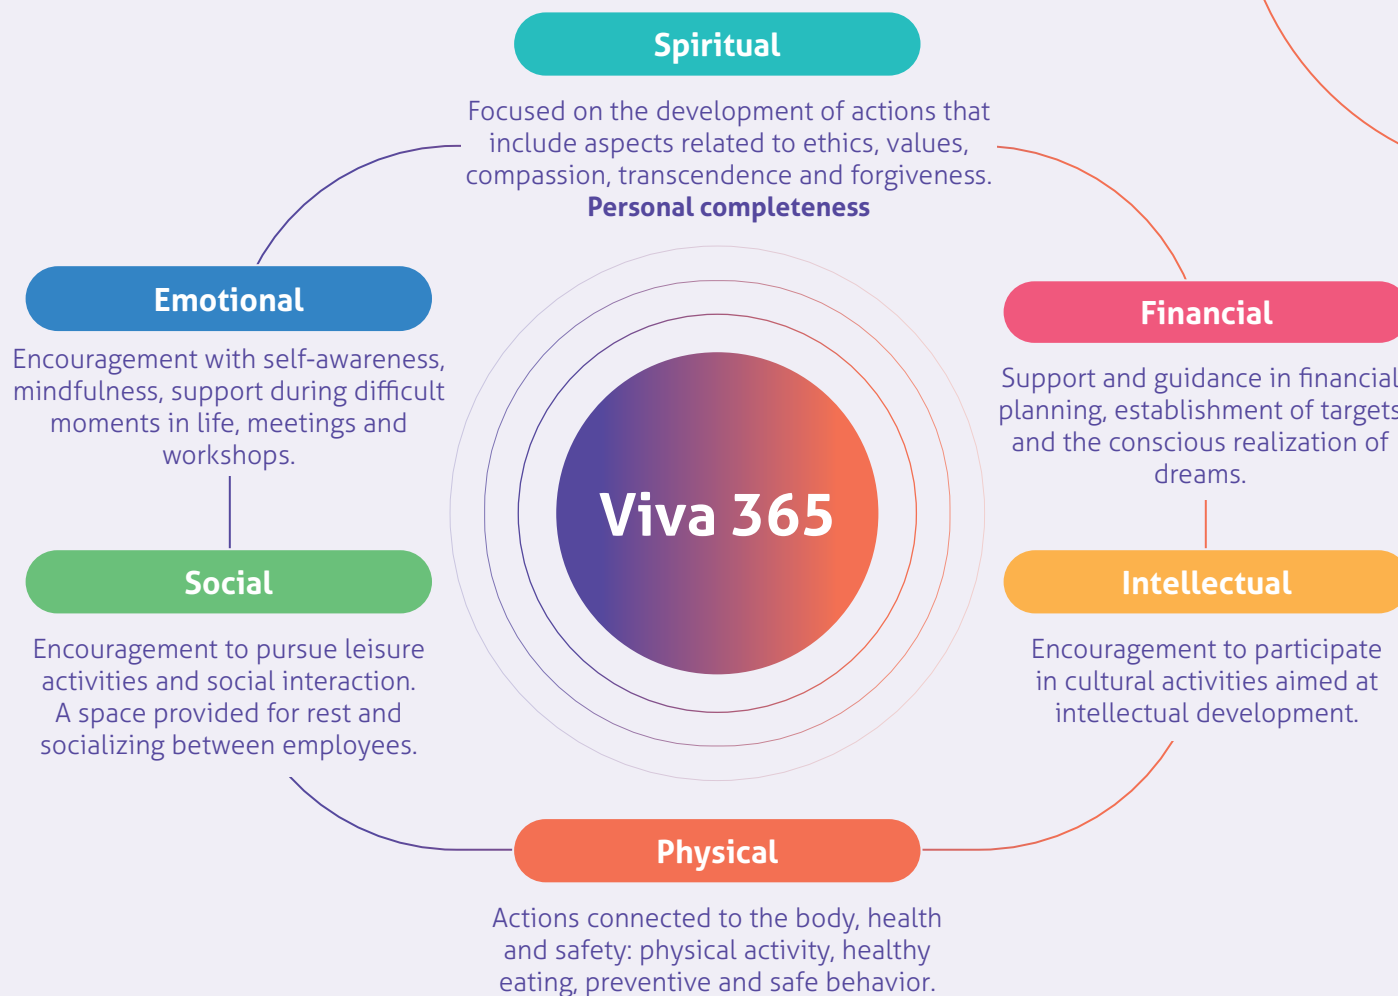 Spiritual
Focused on the development of actions that
include aspects related to ethics, values,
compassion, transcendence and forgiveness.
Personal completeness
Emotional
Encouragement with self-awareness,
mindfulness, support during difficult
moments in life, meetings and
workshops.
Financial
Support and guidance in financial
planning, establishment of targets
and the conscious realization of
dreams.
Viva 365
Social
Encouragement to pursue leisure
activities and social interaction.
A space provided for rest and
socializing between employees.
Intellectual
Encouragement to participate
in cultural activities aimed at
intellectual development.
Physical
Actions connected to the body, health
and safety: physical activity, healthy
eating, preventive and safe behavior.